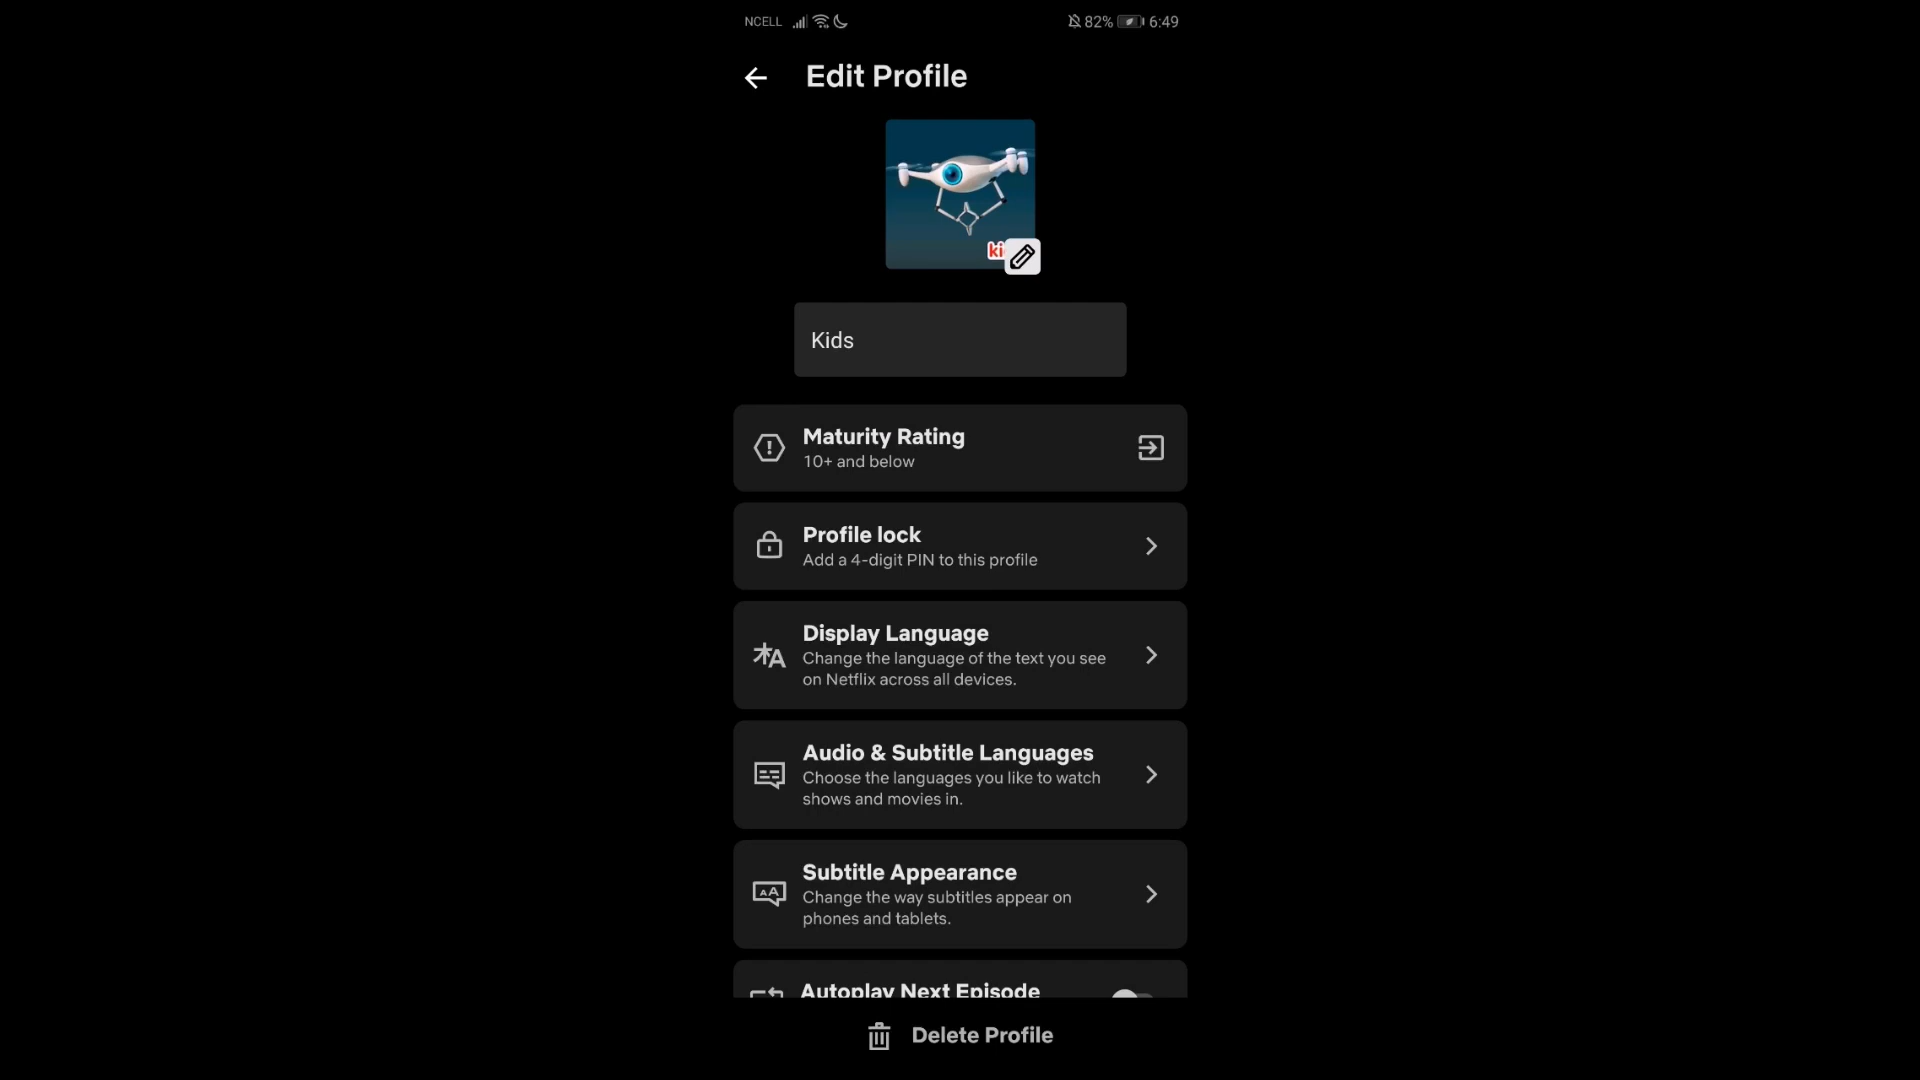 NCELL 82% 6:49
Edit Profile
ki
Kids
Maturity Rating
10+ and below
Profile lock
Add a 4-digit PIN to this profile
Display Language
Change the language of the text you see
on Netflix across all devices.
Audio & Subtitle Languages
Choose the languages you like to watch
shows and movies in.
Subtitle Appearance
Change the way subtitles appear on
phones and tablets.
Autoplay Next Episode
Delete Profile